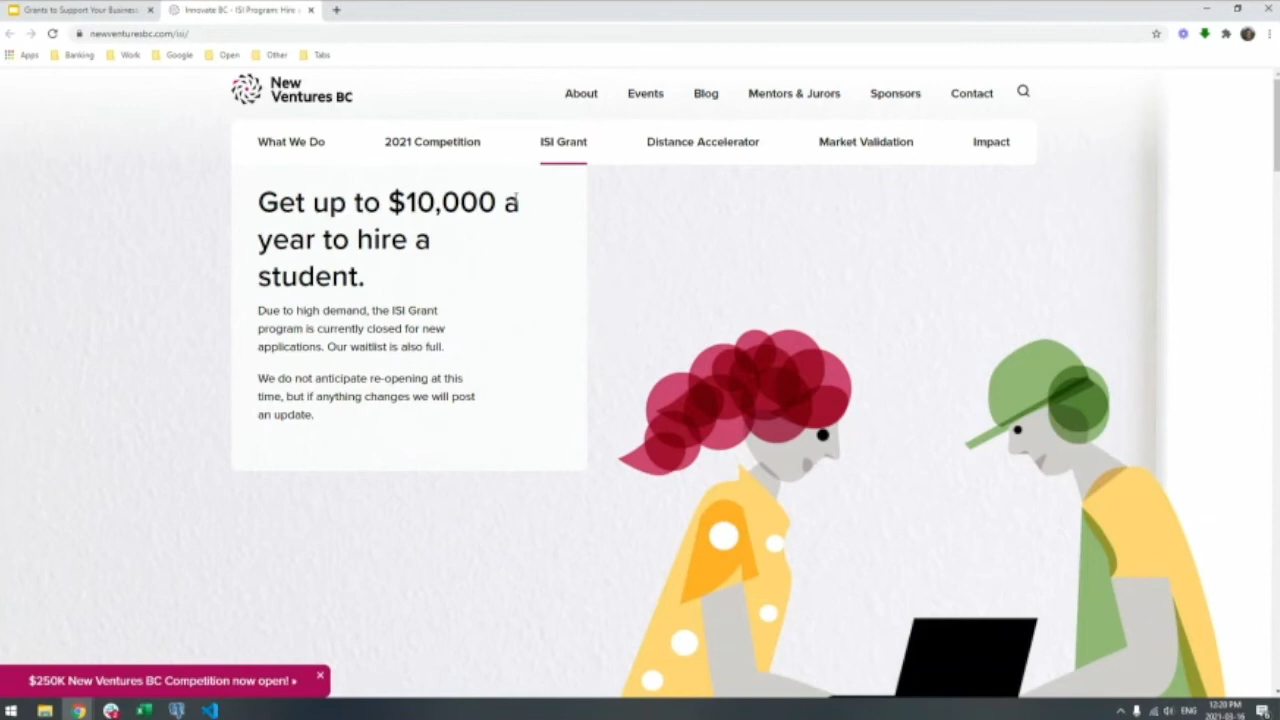 Grants to Support Your Business
Innovate BC - ISI Program: Hire a
newventuresbc.com/isi/
Apps
Banking
Work
Google
Open
Other
Tabs
New
Ventures BC
About
Events
Blog
Mentors & Jurors
Sponsors
Contact
What We Do
2021 Competition
ISI Grant
Distance Accelerator
Market Validation
Impact
Get up to $10,000 a
year to hire a
student.
Due to high demand, the ISI Grant
program is currently closed for new
applications. Our waitlist is also full.
We do not anticipate re-opening at this
time, but if anything changes we will post
an update.
$250K New Ventures BC Competition now open! »
ENG
12:20 PM
2021-03-16